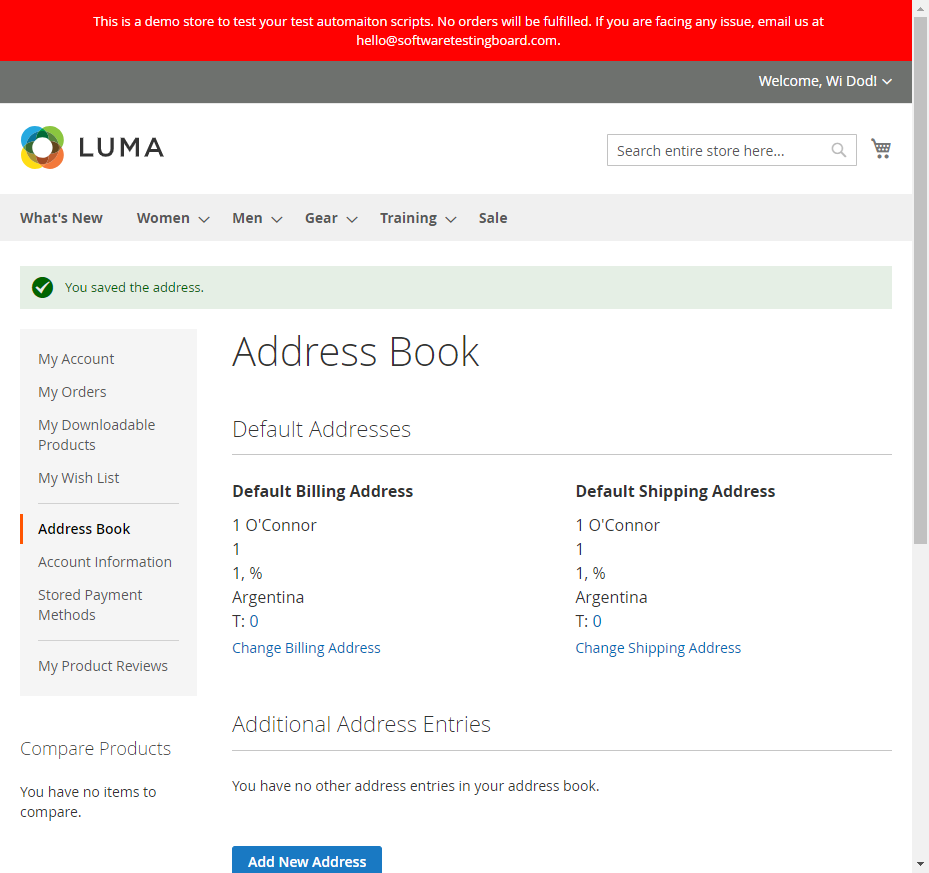 This is a demo store to test your test automaiton scripts. No orders will be fulfilled. If you are facing any issue, email us at
hello@softwaretestingboard.com.
Welcome, Wi Dod!
LUMA
Search entire store here...
What's New Women Men Gear Training Sale
You saved the address.
My Account
My Orders
My Downloadable
Products
My Wish List
Address Book
Account Information
Stored Payment
Methods
My Product Reviews
Compare Products
You have no items to
compare.
Address Book
Default Addresses
Default Billing Address
1 O'Connor
1
1, %
Argentina
T: 0
Change Billing Address
Default Shipping Address
1 O'Connor
1
1, %
Argentina
T: 0
Change Shipping Address
Additional Address Entries
You have no other address entries in your address book.
Add New Address